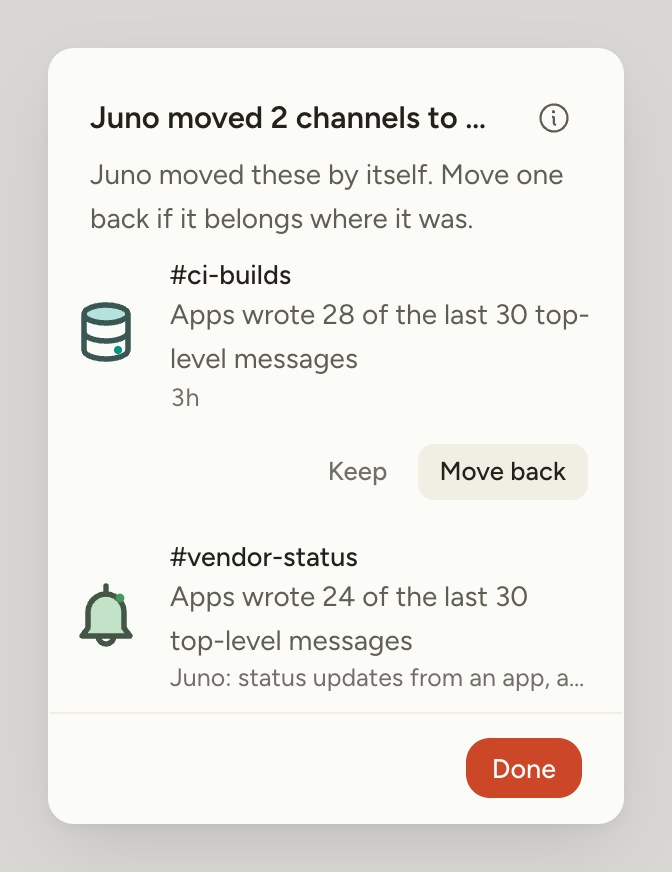 Juno moved 2 channels to ...
Juno moved these by itself. Move one
back if it belongs where it was.
#ci-builds
Apps wrote 28 of the last 30 top-
level messages
3h
Keep
Move back
#vendor-status
Apps wrote 24 of the last 30
top-level messages
Juno: status updates from an app, a...
Done